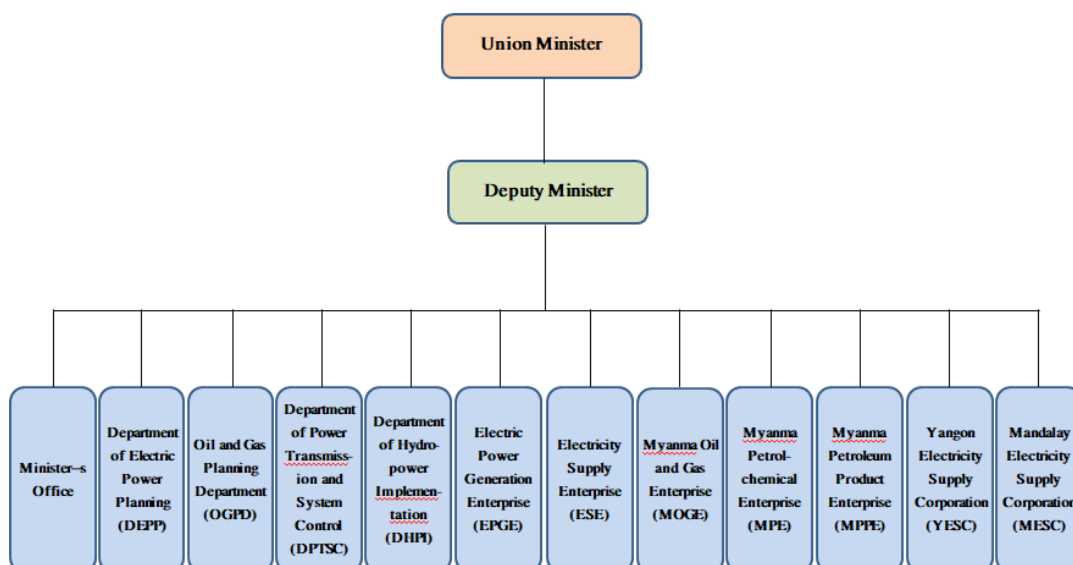 Union Minister
Deputy Minister
Minister–s
Office
Department
of Electric
Power
Planning
(DEPP)
Oil and Gas
Planning
Department
(OGPD)
Department
of Power
Transmiss-
ion and
System
Control
(DPTSC)
Department
of Hydro-
power
Implemen-
tation
(DHPI)
Electric
Power
Generation
Enterprise
(EPGE)
Electricity
Supply
Enterprise
(ESE)
Myanma Oil
and Gas
Enterprise
(MOGE)
Myanma
Petrol-
chemical
Enterprise
(MPE)
Myanma
Petroleum
Product
Enterprise
(MPPE)
Yangon
Electricity
Supply
Corporation
(YESC)
Mandalay
Electricity
Supply
Corporation
(MESC)